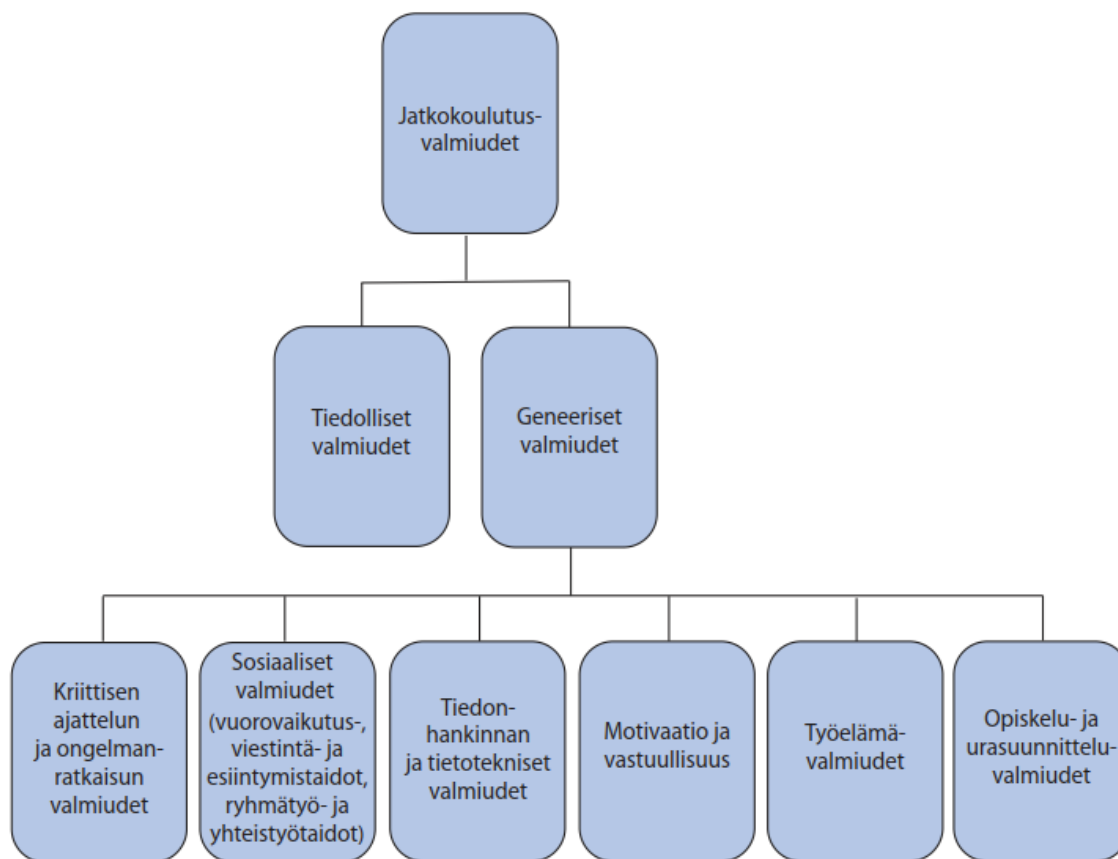 Jatkokoulutus-
valmiudet
Tiedolliset
valmiudet
Geneeriset
valmiudet
Kriittisen
ajattelun
ja ongelman-
ratkaisun
valmiudet
Sosiaaliset
valmiudet
(vuorovaikutus-,
viestintä- ja
esiintymistaidot,
ryhmätyö- ja
yhteistyötaidot)
Tiedon-
hankinnan
ja tietotekniset
valmiudet
Motivaatio ja
vastuullisuus
Työelämä-
valmiudet
Opiskelu- ja
urasuunnittelu-
valmiudet